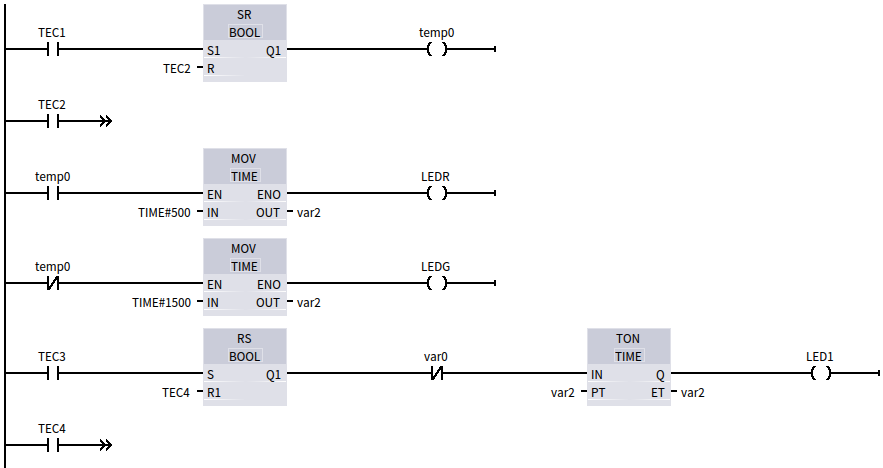 SR
TEC1 BOOL temp0
S1 Q1
TEC2 R
TEC2
MOV
temp0 TIME LEDR
EN ENO
TIME#500 IN OUT var2
MOV
temp0 TIME LEDG
EN ENO
TIME#1500 IN OUT var2
RS TON
TEC3 BOOL var0 TIME LED1
S Q1 IN Q
TEC4 R1 var2 PT ET var2
TEC4